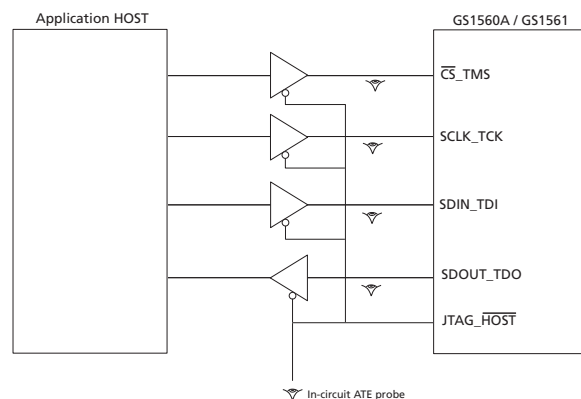 Application HOST
GS1560A / GS1561
CS_TMS
SCLK_TCK
SDIN_TDI
SDOUT_TDO
JTAG_HOST
In-circuit ATE probe